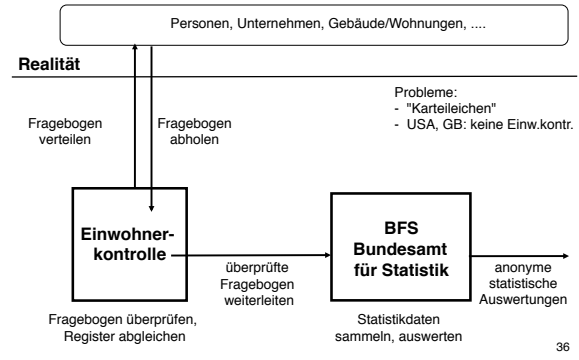 Personen, Unternehmen, Gebäude/Wohnungen, ....
Realität
Probleme:
- "Karteileichen"
- USA, GB: keine Einw.kontr.
Fragebogen
verteilen
Fragebogen
abholen
Einwohner-
kontrolle
BFS
Bundesamt
für Statistik
überprüfte
Fragebogen
weiterleiten
anonyme
statistische
Auswertungen
Fragebogen überprüfen,
Register abgleichen
Statistikdaten
sammeln, auswerten
36